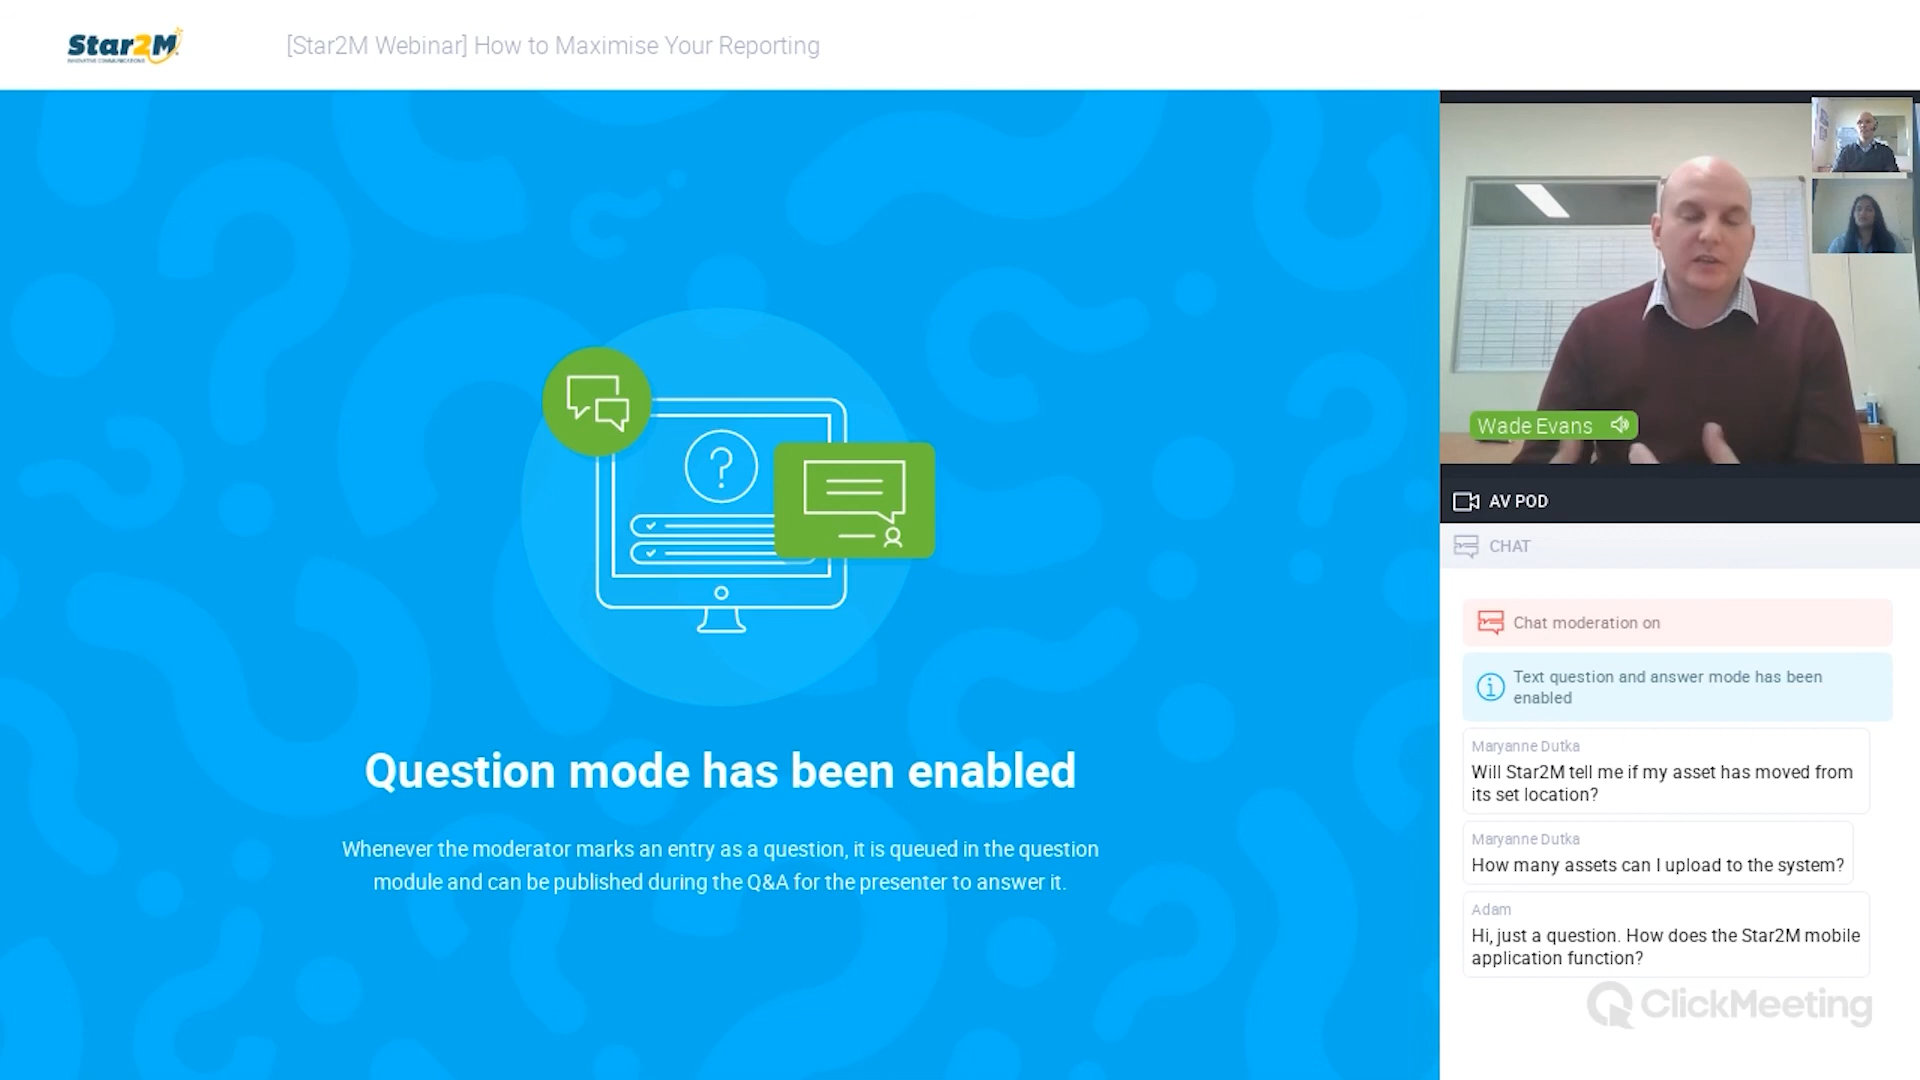 Star2M
INNOVATIVE COMMUNICATIONS
[Star2M Webinar] How to Maximise Your Reporting
?
Question mode has been enabled
Whenever the moderator marks an entry as a question, it is queued in the question
module and can be published during the Q&A for the presenter to answer it.
Wade Evans
AV POD
CHAT
Chat moderation on
Text question and answer mode has been
enabled
Maryanne Dutka
Will Star2M tell me if my asset has moved from
its set location?
Maryanne Dutka
How many assets can I upload to the system?
Adam
Hi, just a question. How does the Star2M mobile
application function?
ClickMeeting